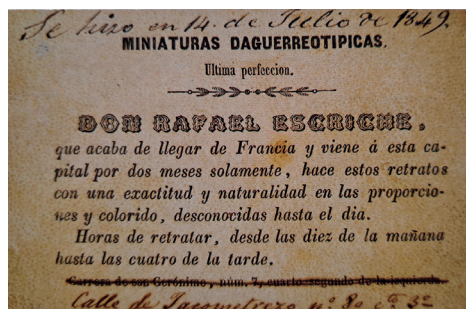 Se hizo en 14. de Julio de 1849.
MINIATURAS DAGUERREOTIPICAS.
Ultima perfeccion.
DON RAFAEL ESCRICHE,
que acaba de llegar de Francia y viene á esta ca-
pital por dos meses solamente, hace estos retratos
con una exactitud y naturalidad en las proporcio-
nes y colorido, desconocidas hasta el dia.
Horas de retratar, desde las diez de la mañana
hasta las cuatro de la tarde.
Carrera de san Gerónimo, núm. 7, cuarto segundo de la izquierda.
Calle de Jacometrezo nº